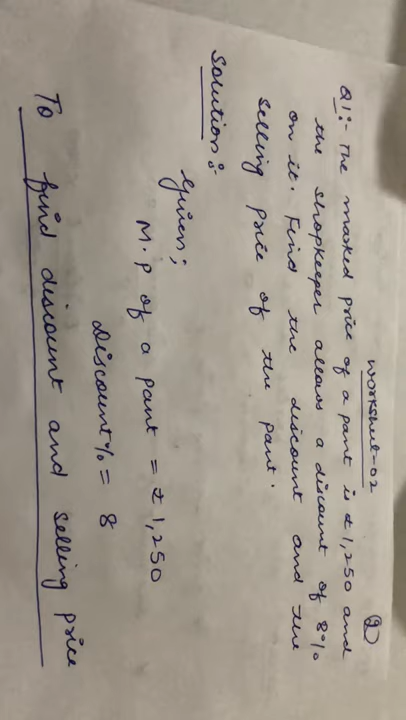 Worksheet-02
Q1:- The marked price of a pant is ₹1,250 and
the shopkeeper allows a discount of 8%
on it. Find the discount and the
selling price of the pant.
Solution:-
Given;
M.P of a pant = ₹1,250
Discount% = 8
To find discount and selling price